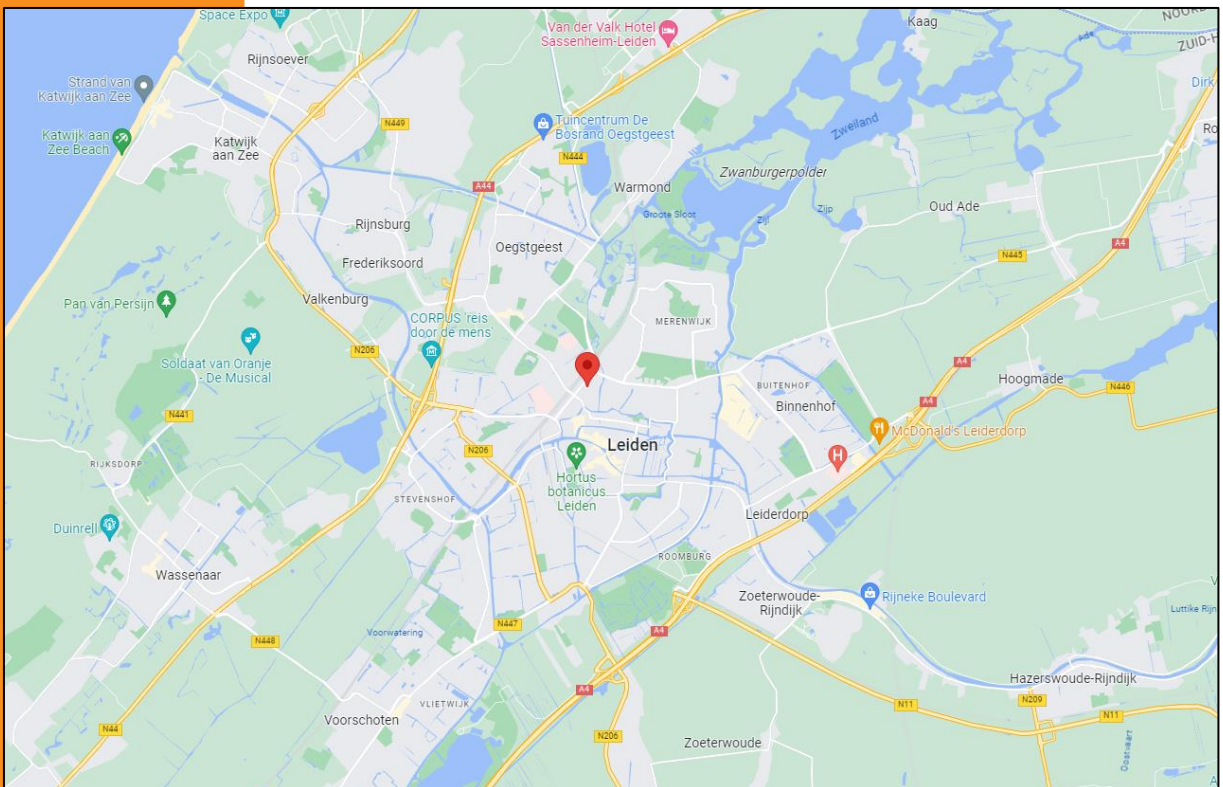 Space Expo
Van der Valk Hotel
Sassenheim-Leiden
Kaag
Ade
ZUID-H
Rijnsoever
Strand van
Katwijk aan Zee
Dirk
N449
Tuincentrum De
Bosrand Oegstgeest
Zweiland
Ro
Katwijk aan
Zee Beach
Katwijk
aan Zee
N444
Zwanburgerpolder
A44
Warmond
Oud Ade
Groote Sloot
Zijl
Zijp
Rijnsburg
Oegstgeest
A4
N445
Frederiksoord
Pan van Persijn
Valkenburg
CORPUS 'reis
door de mens'
MERENWIJK
N206
Soldaat van Oranje
- De Musical
A4
Hoogmade
BUITENHOF
N446
Binnenhof
A4
N441
McDonald's Leiderdorp
Leiden
N206
H
RIJKSDORP
Hortus
botanicus
Leiden
STEVENSHOF
Leiderdorp
Duinrell
ROOMBURG
Wassenaar
Zoeterwoude-
Rijndijk
Rijneke Boulevard
V
Luttike Rijn
N447
Voorwatering
A4
N448
Hazerswoude-Rijndijk
A4
N11
N209
VLIETWIJK
Voorschoten
N11
N44
N206
Zoeterwoude
Oostvaart
A